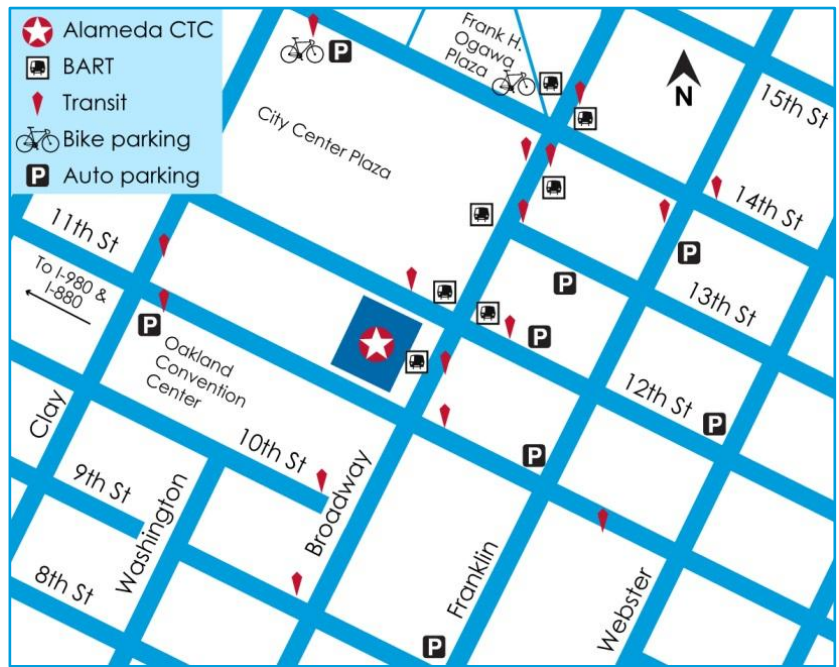 Alameda CTC
BART
Transit
Bike parking
P Auto parking
Frank H.
Ogawa
Plaza
P
N
15th St
City Center Plaza
14th St
11th St
P
13th St
To I-980 &
I-880
P
P
P
Oakland
Convention
Center
12th St
P
Clay
10th St
P
9th St
Washington
Broadway
Franklin
8th St
Webster
P